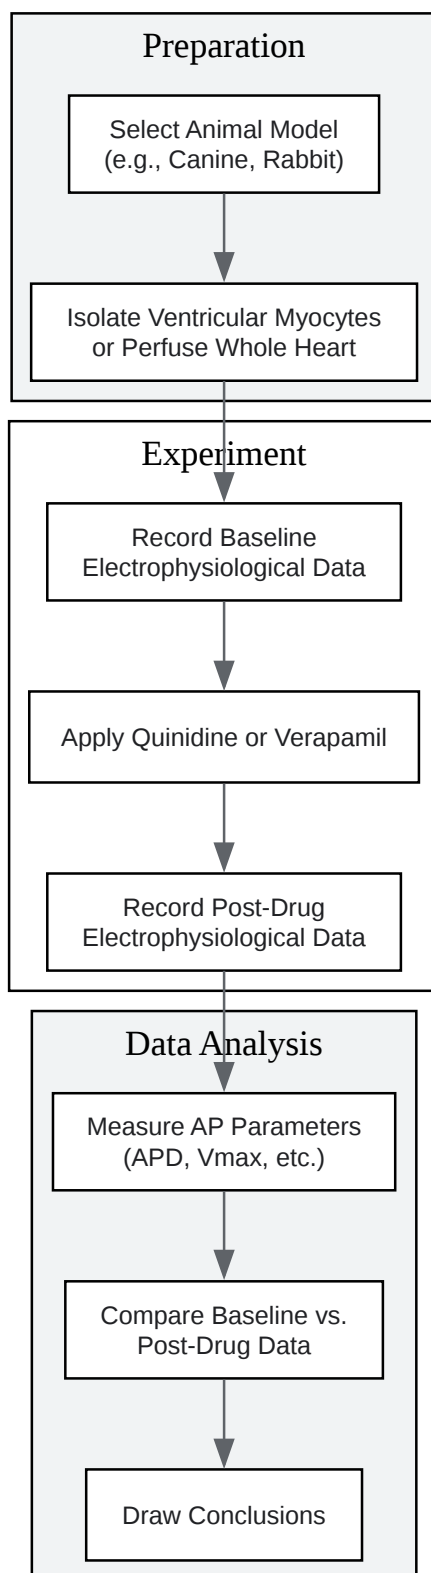 Preparation
Select Animal Model
(e.g., Canine, Rabbit)
Isolate Ventricular Myocytes
or Perfuse Whole Heart
Experiment
Record Baseline
Electrophysiological Data
Apply Quinidine or Verapamil
Record Post-Drug
Electrophysiological Data
Data Analysis
Measure AP Parameters
(APD, Vmax, etc.)
Compare Baseline vs.
Post-Drug Data
Draw Conclusions